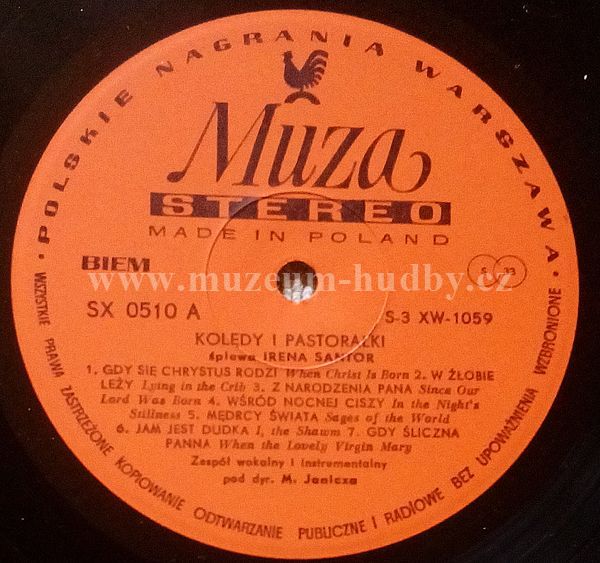 POLSKIE NAGRANIA WARSZAWA
Muza
STEREO
MADE IN POLAND
BIEM
www.muzeum-hudby.cz
SX 0510 A
S-3 XW-1059
KOLĘDY I PASTORAŁKI
śpiewa IRENA SANTOR
1. GDY SIĘ CHRYSTUS RODZI When Christ Is Born 2. W ŻŁOBIE
LEŻY Lying in the Crib 3. Z NARODZENIA PANA Since Our
Lord Was Born 4. WŚRÓD NOCNEJ CISZY In the Night's
Stillness 5. MĘDRCY ŚWIATA Sages of the World
6. JAM JEST DUDKA I, the Shawm 7. GDY ŚLICZNA
PANNA When the Lovely Virgin Mary
Zespół wokalny i instrumentalny
pod dyr. M. Janicza
WSZYSTKIE PRAWA ZASTRZEŻONE KOPIOWANIE ODTWARZANIE PUBLICZNE I RADIOWE BEZ UPOWAŻNIENIA WZBRONIONE